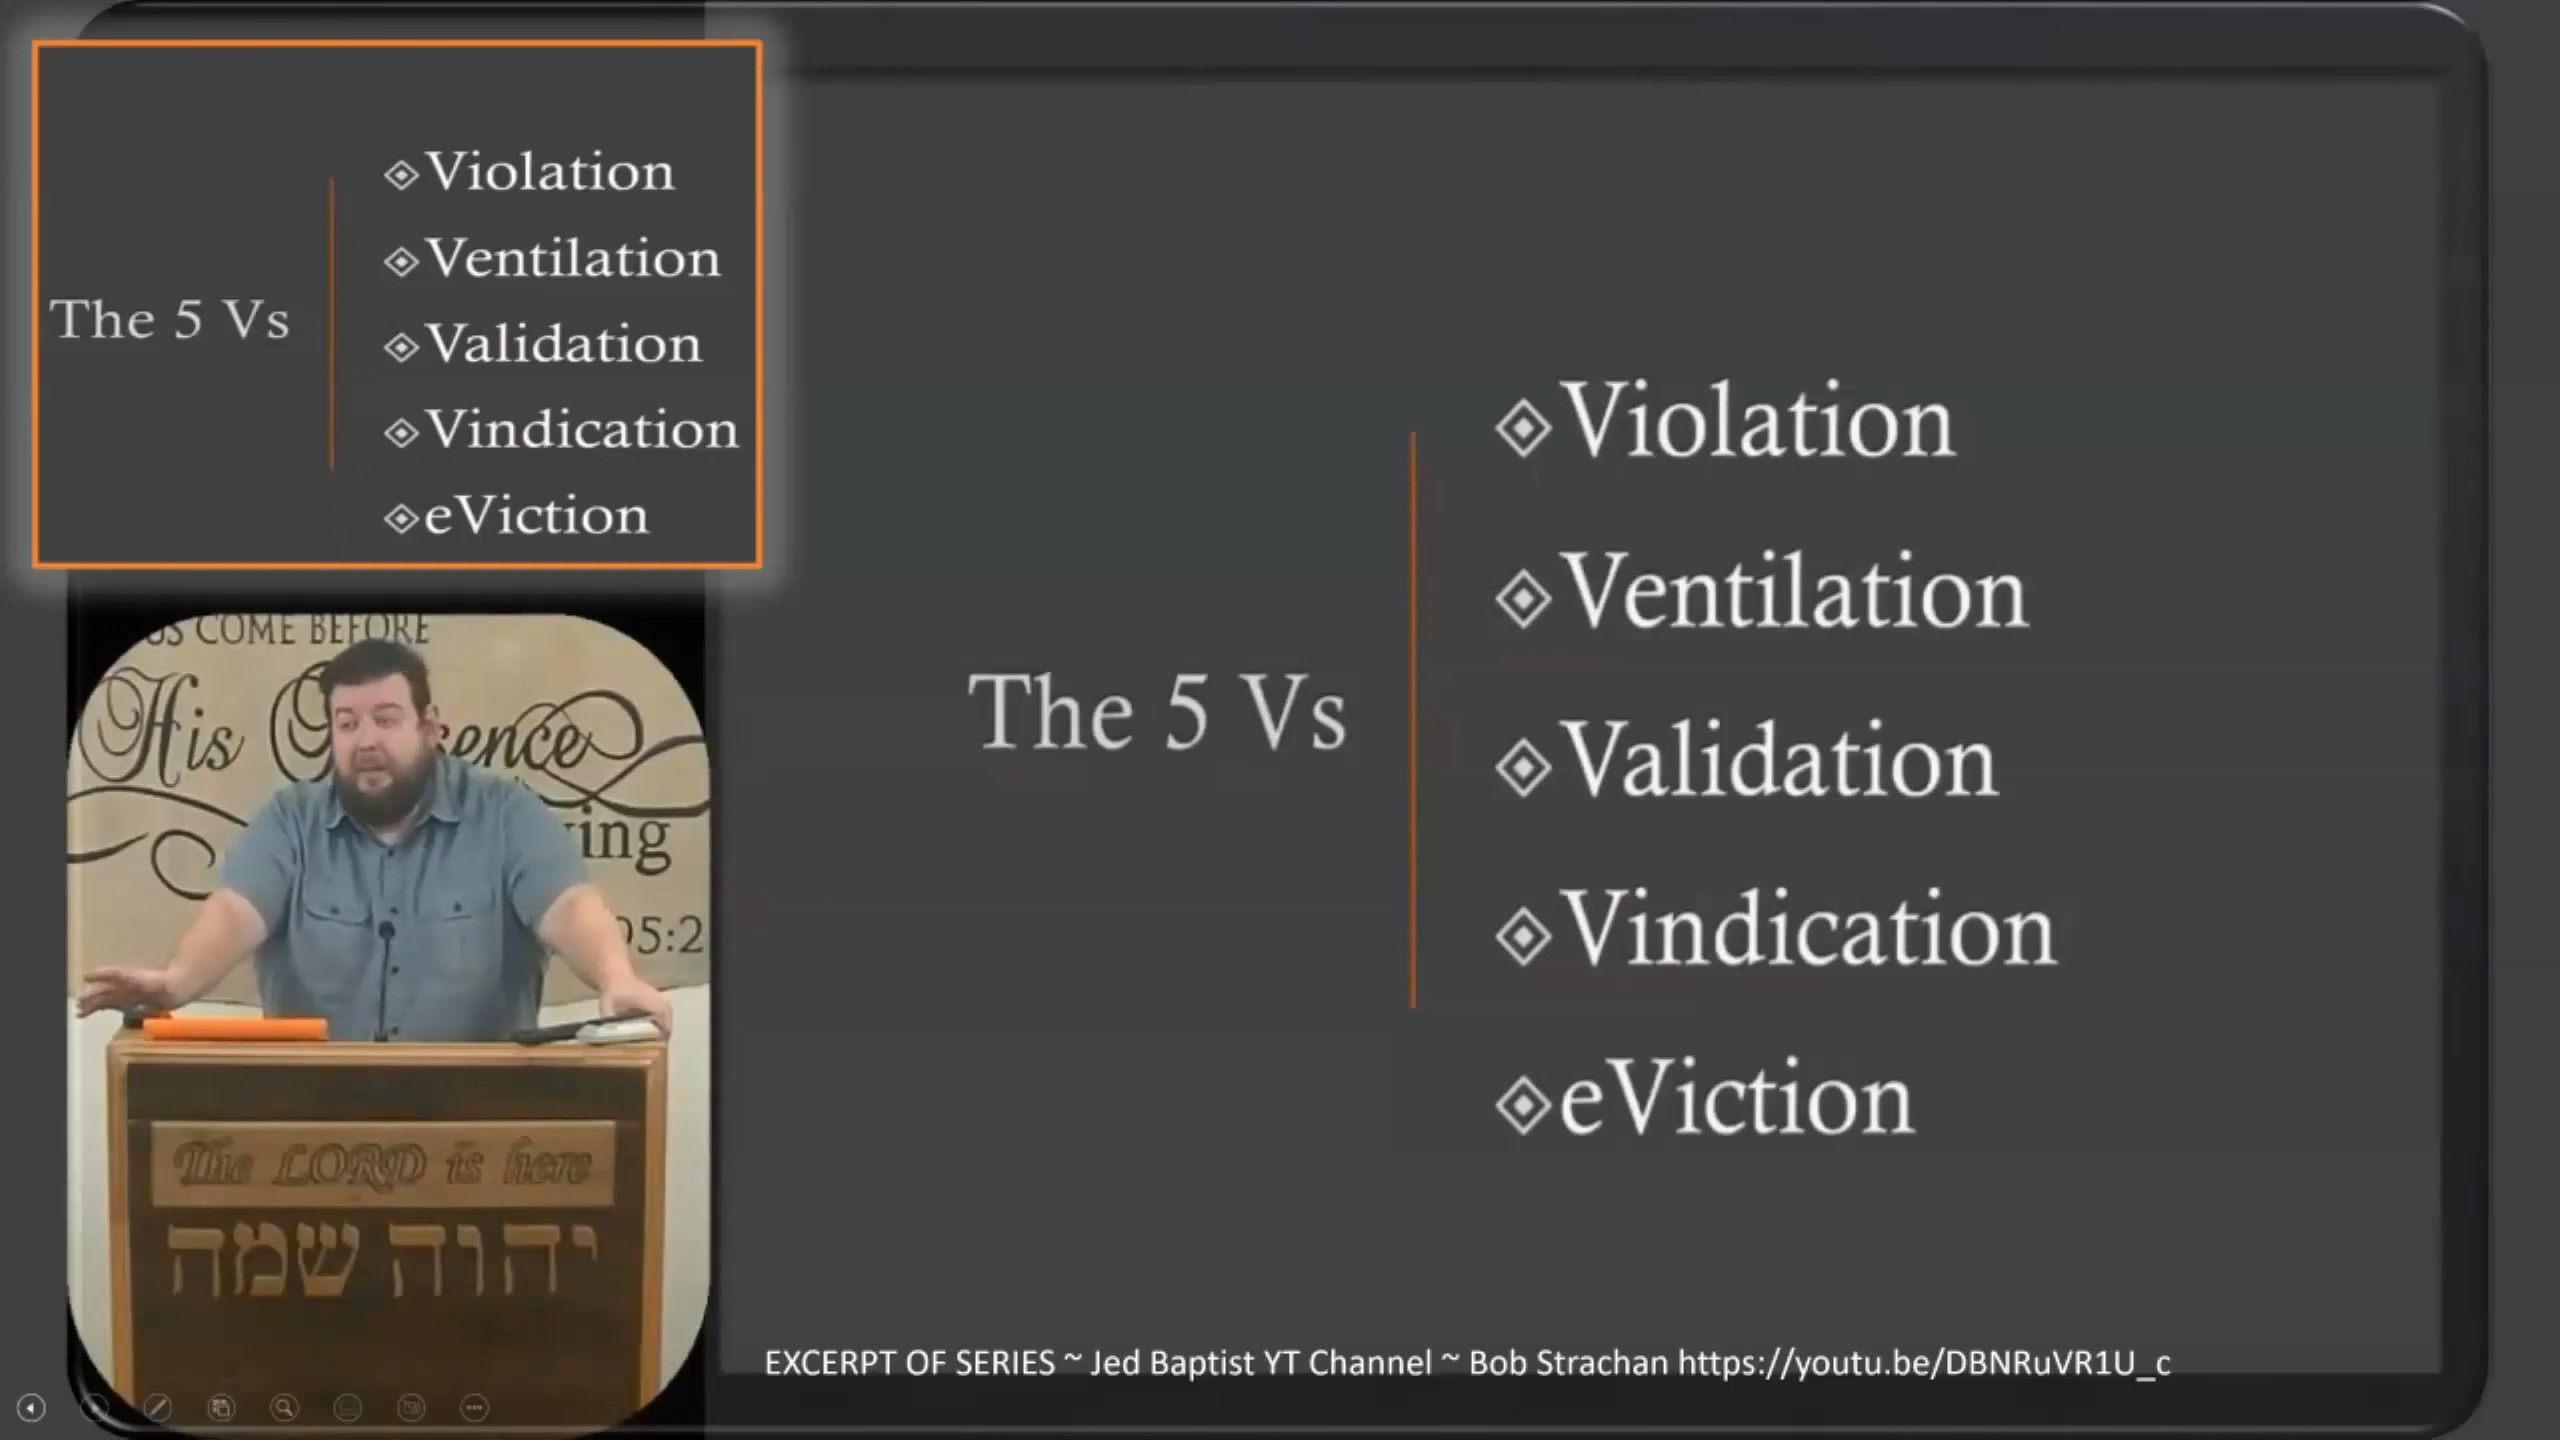 The 5 Vs
Violation
Ventilation
Validation
Vindication
eViction
COME BEFORE
His
05:2
The LORD is here
יהוה שמה
The 5 Vs
Violation
Ventilation
Validation
Vindication
eViction
EXCERPT OF SERIES ~ Jed Baptist YT Channel ~ Bob Strachan https://youtu.be/DBNRuVR1U_c